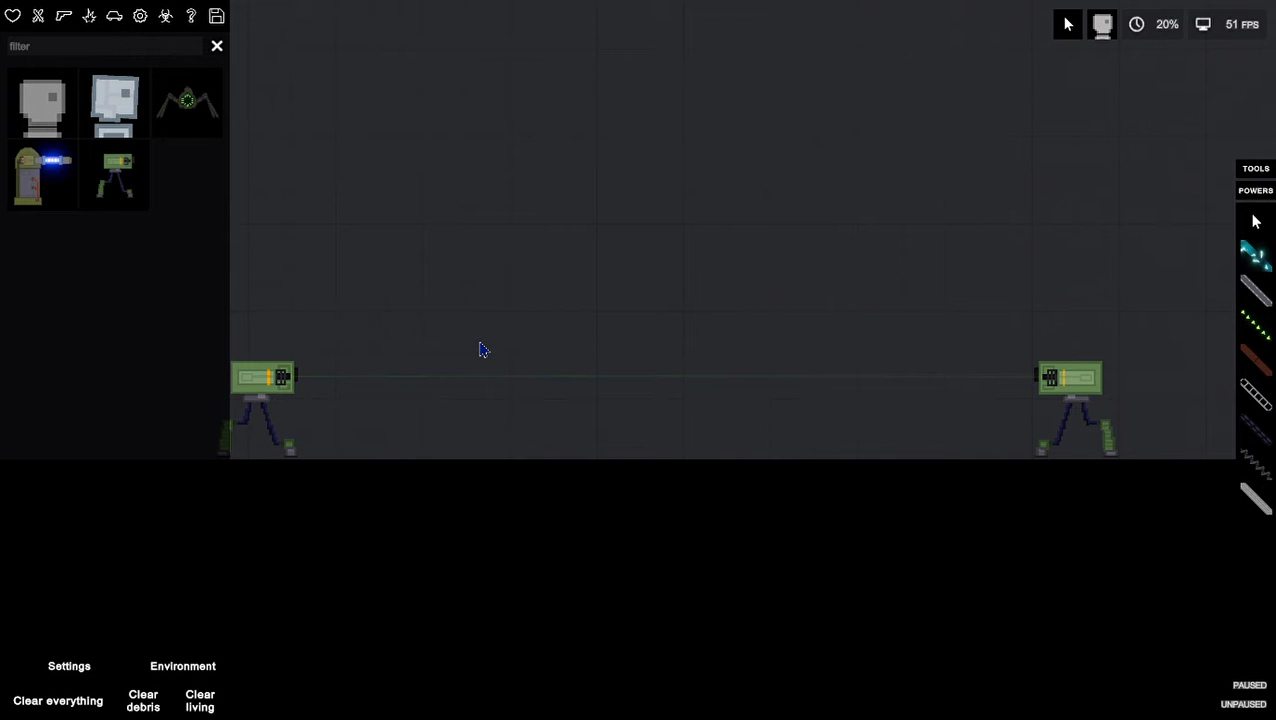 20%
51 FPS
filter
TOOLS
POWERS
Settings
Environment
Clear everything
Clear
debris
Clear
living
PAUSED
UNPAUSED